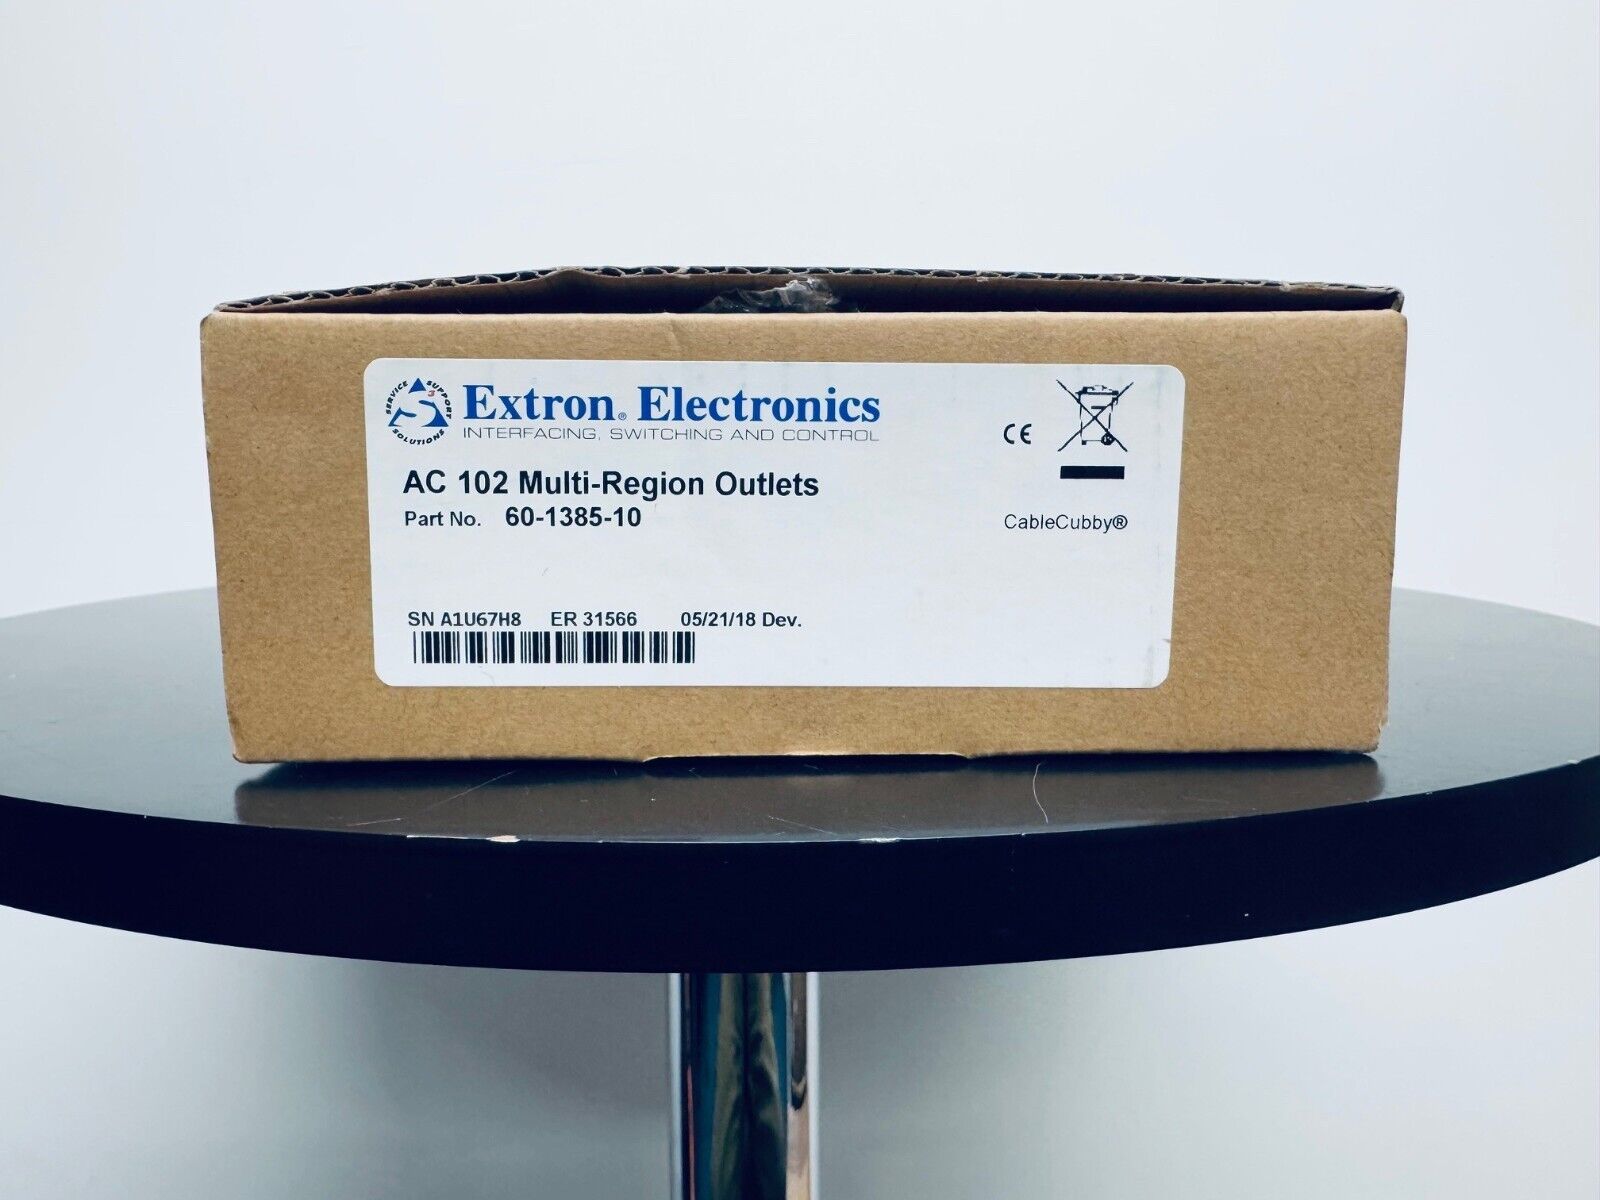 SERVICE SUPPORT SOLUTIONS
S3
Extron® Electronics
INTERFACING, SWITCHING AND CONTROL
CE
AC 102 Multi-Region Outlets
Part No. 60-1385-10
CableCubby®
SN A1U67H8 ER 31566 05/21/18 Dev.